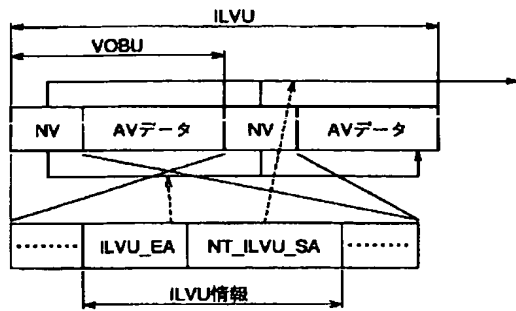 ILVU
VOBU
NV AVデータ NV AVデータ
ILVU_EA NT_ILVU_SA
ILVU情報